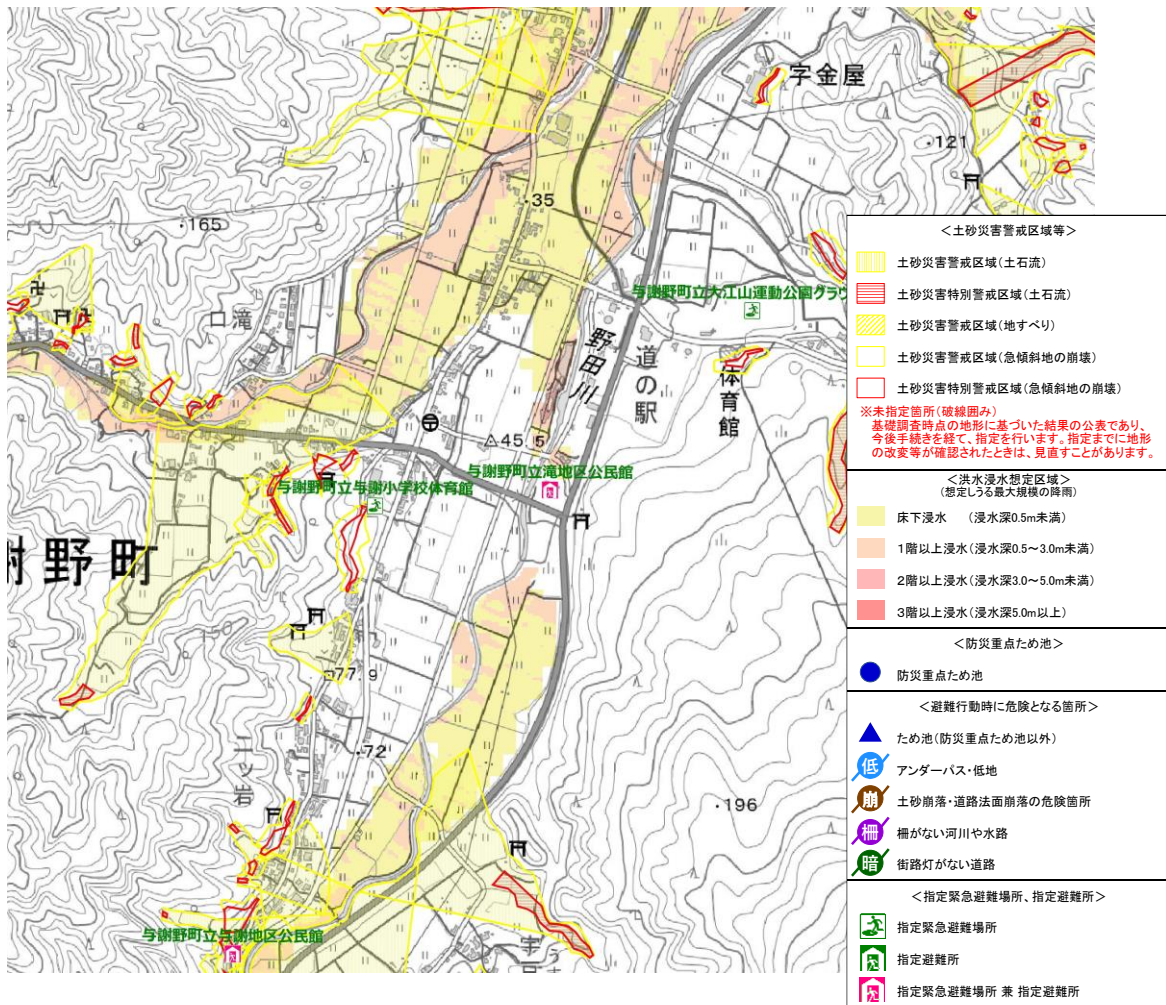 字金屋
121
35
165
与謝野町立大江山運動公園グラウ
口滝
野田川
道の駅
体育館
45.5
与謝野町立滝地区公民館
与謝野町立与謝小学校体育館
謝野町
150
77.9
二ッ岩
72
196
与謝野町立与謝地区公民館
＜土砂災害警戒区域等＞
土砂災害警戒区域(土石流)
土砂災害特別警戒区域(土石流)
土砂災害警戒区域(地すべり)
土砂災害警戒区域(急傾斜地の崩壊)
土砂災害特別警戒区域(急傾斜地の崩壊)
※未指定箇所(破線囲み)
基礎調査時点の地形に基づいた結果の公表であり、
今後手続きを経て、指定を行います。指定までに地形
の改変等が確認されたときは、見直すことがあります。
＜洪水浸水想定区域＞
(想定しうる最大規模の降雨)
床下浸水　(浸水深0.5m未満)
1階以上浸水(浸水深0.5～3.0m未満)
2階以上浸水(浸水深3.0～5.0m未満)
3階以上浸水(浸水深5.0m以上)
＜防災重点ため池＞
防災重点ため池
＜避難行動時に危険となる箇所＞
ため池(防災重点ため池以外)
低 アンダーパス・低地
崩 土砂崩落・道路法面崩落の危険箇所
柵 柵がない河川や水路
暗 街路灯がない道路
＜指定緊急避難場所、指定避難所＞
指定緊急避難場所
指定避難所
指定緊急避難場所 兼 指定避難所